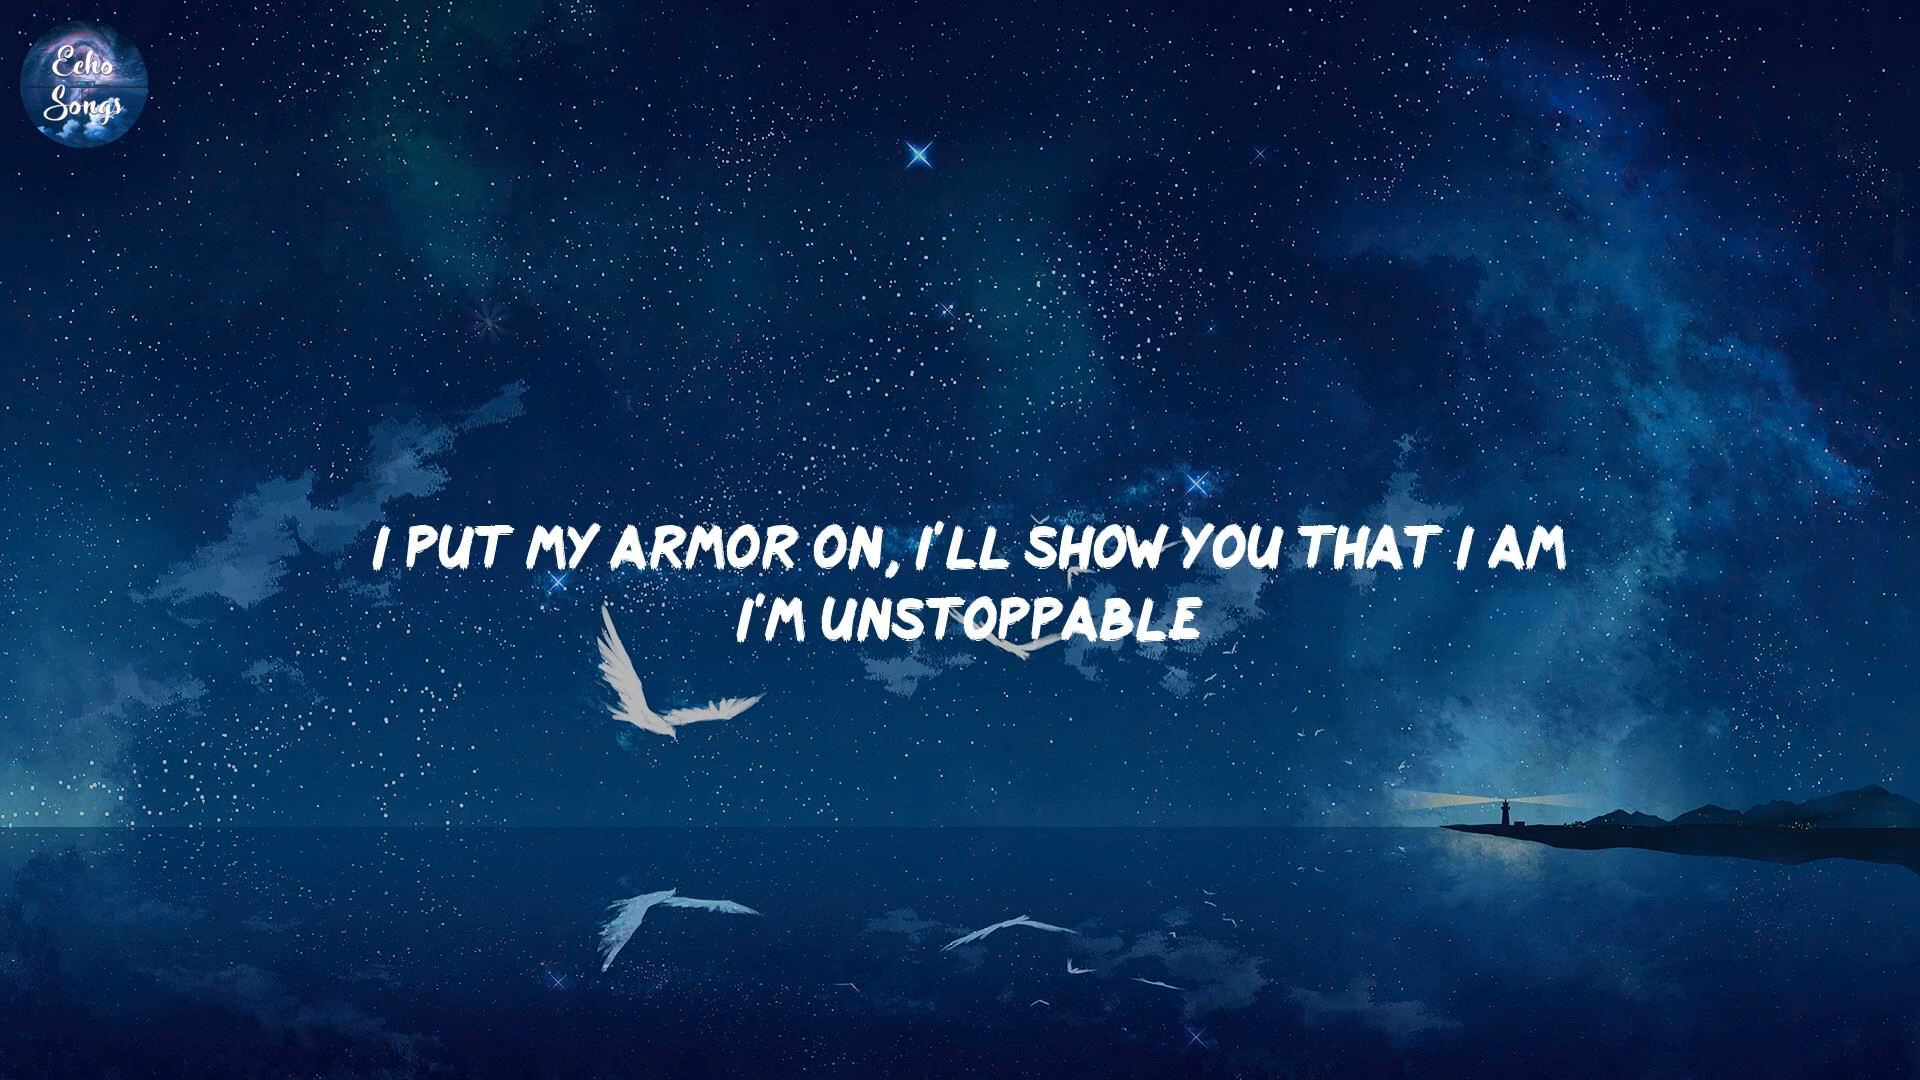 Echo
Songs
I PUT MY ARMOR ON, I'LL SHOW YOU THAT I AM
I'M UNSTOPPABLE